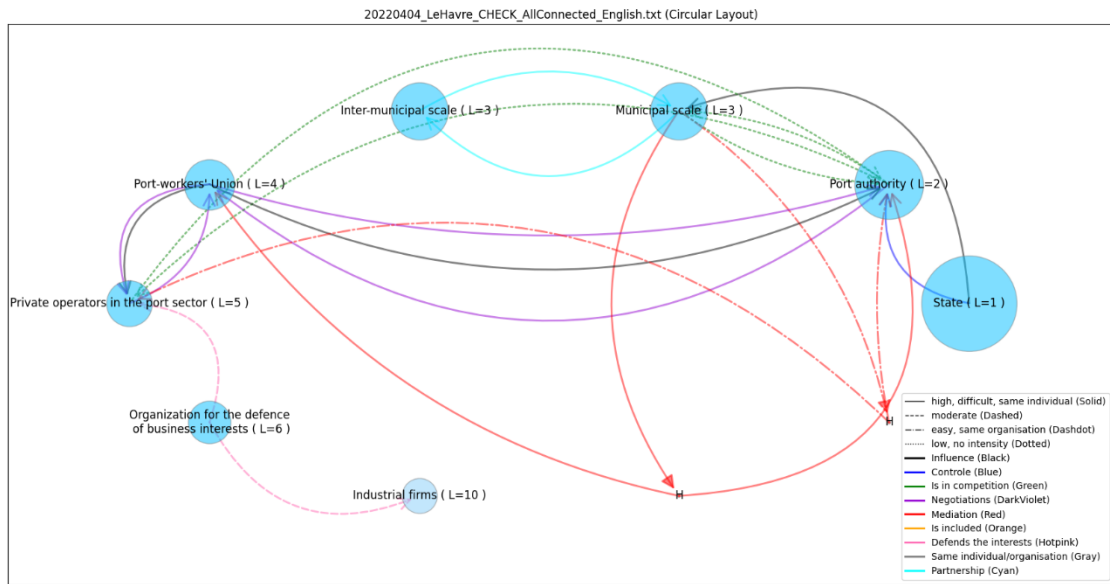 20220404_LeHavre_CHECK_AllConnected_English.txt (Circular Layout)
Inter-municipal scale ( L=3 )
Municipal scale ( L=3 )
Port-workers' Union ( L=4 )
Port authority ( L=2 )
Private operators in the port sector ( L=5 )
State ( L=1 )
Organization for the defence
of business interests ( L=6 )
H
Industrial firms ( L=10 )
H
high, difficult, same individual (Solid)
moderate (Dashed)
easy, same organisation (Dashdot)
low, no intensity (Dotted)
Influence (Black)
Controle (Blue)
Is in competition (Green)
Negotiations (DarkViolet)
Mediation (Red)
Is included (Orange)
Defends the interests (Hotpink)
Same individual/organisation (Gray)
Partnership (Cyan)